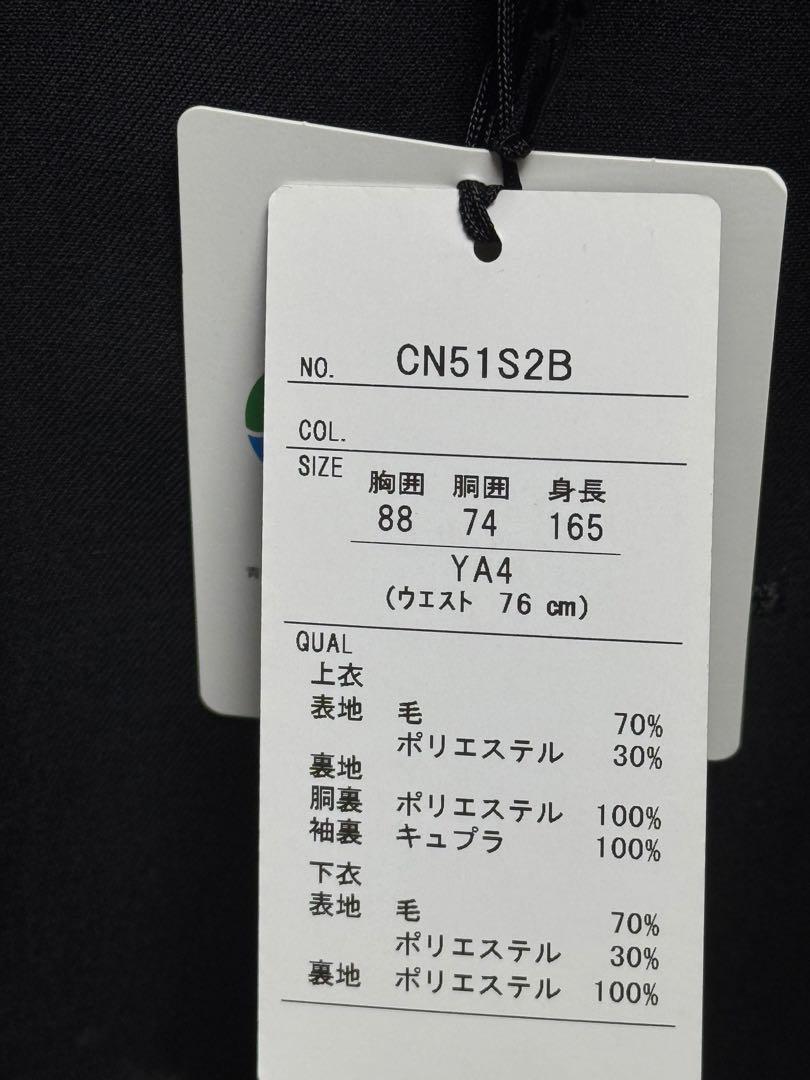 NO. CN51S2B
COL.
SIZE 胸囲 胴囲 身長
88 74 165
YA4
(ウエスト 76 cm)
QUAL
上衣
表地 毛 70%
ポリエステル 30%
裏地
胴裏 ポリエステル 100%
袖裏 キュプラ 100%
下衣
表地 毛 70%
ポリエステル 30%
裏地 ポリエステル 100%